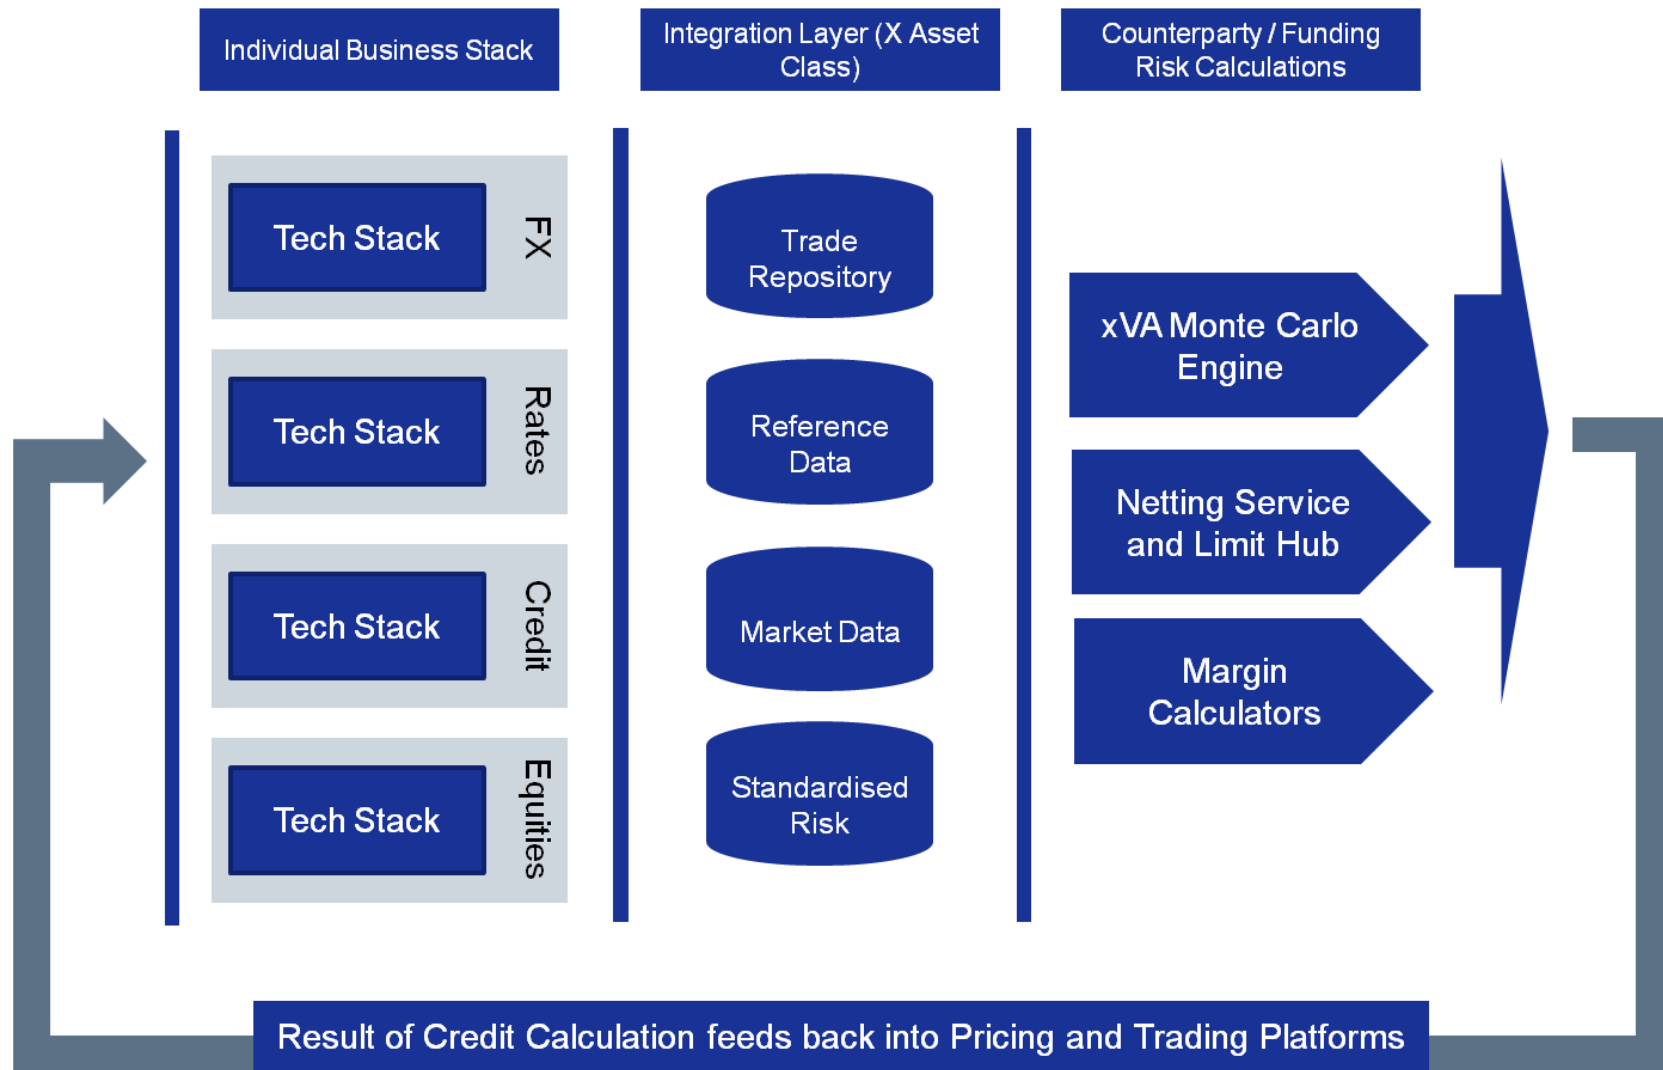 Individual Business Stack
Integration Layer (X Asset
Class)
Counterparty / Funding
Risk Calculations
Tech Stack
FX
Tech Stack
Rates
Tech Stack
Credit
Tech Stack
Equities
Trade
Repository
Reference
Data
Market Data
Standardised
Risk
xVA Monte Carlo
Engine
Netting Service
and Limit Hub
Margin
Calculators
Result of Credit Calculation feeds back into Pricing and Trading Platforms